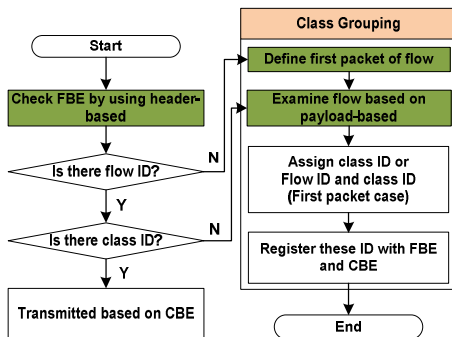 Start
Check FBE by using header-
based
Is there flow ID?
N
Y
Is there class ID?
N
Y
Transmitted based on CBE
Class Grouping
Define first packet of flow
Examine flow based on
payload-based
Assign class ID or
Flow ID and class ID
(First packet case)
Register these ID with FBE
and CBE
End